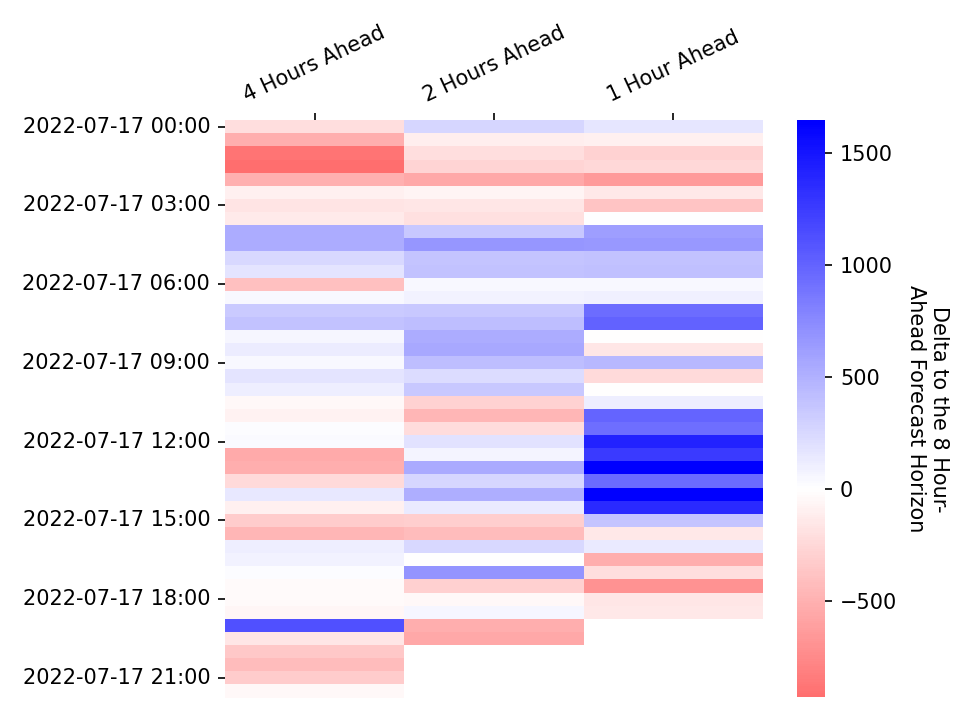 4 Hours Ahead
2 Hours Ahead
1 Hour Ahead
2022-07-17 00:00
2022-07-17 03:00
2022-07-17 06:00
2022-07-17 09:00
2022-07-17 12:00
2022-07-17 15:00
2022-07-17 18:00
2022-07-17 21:00
1500
1000
500
0
−500
Delta to the 8 Hour-
Ahead Forecast Horizon